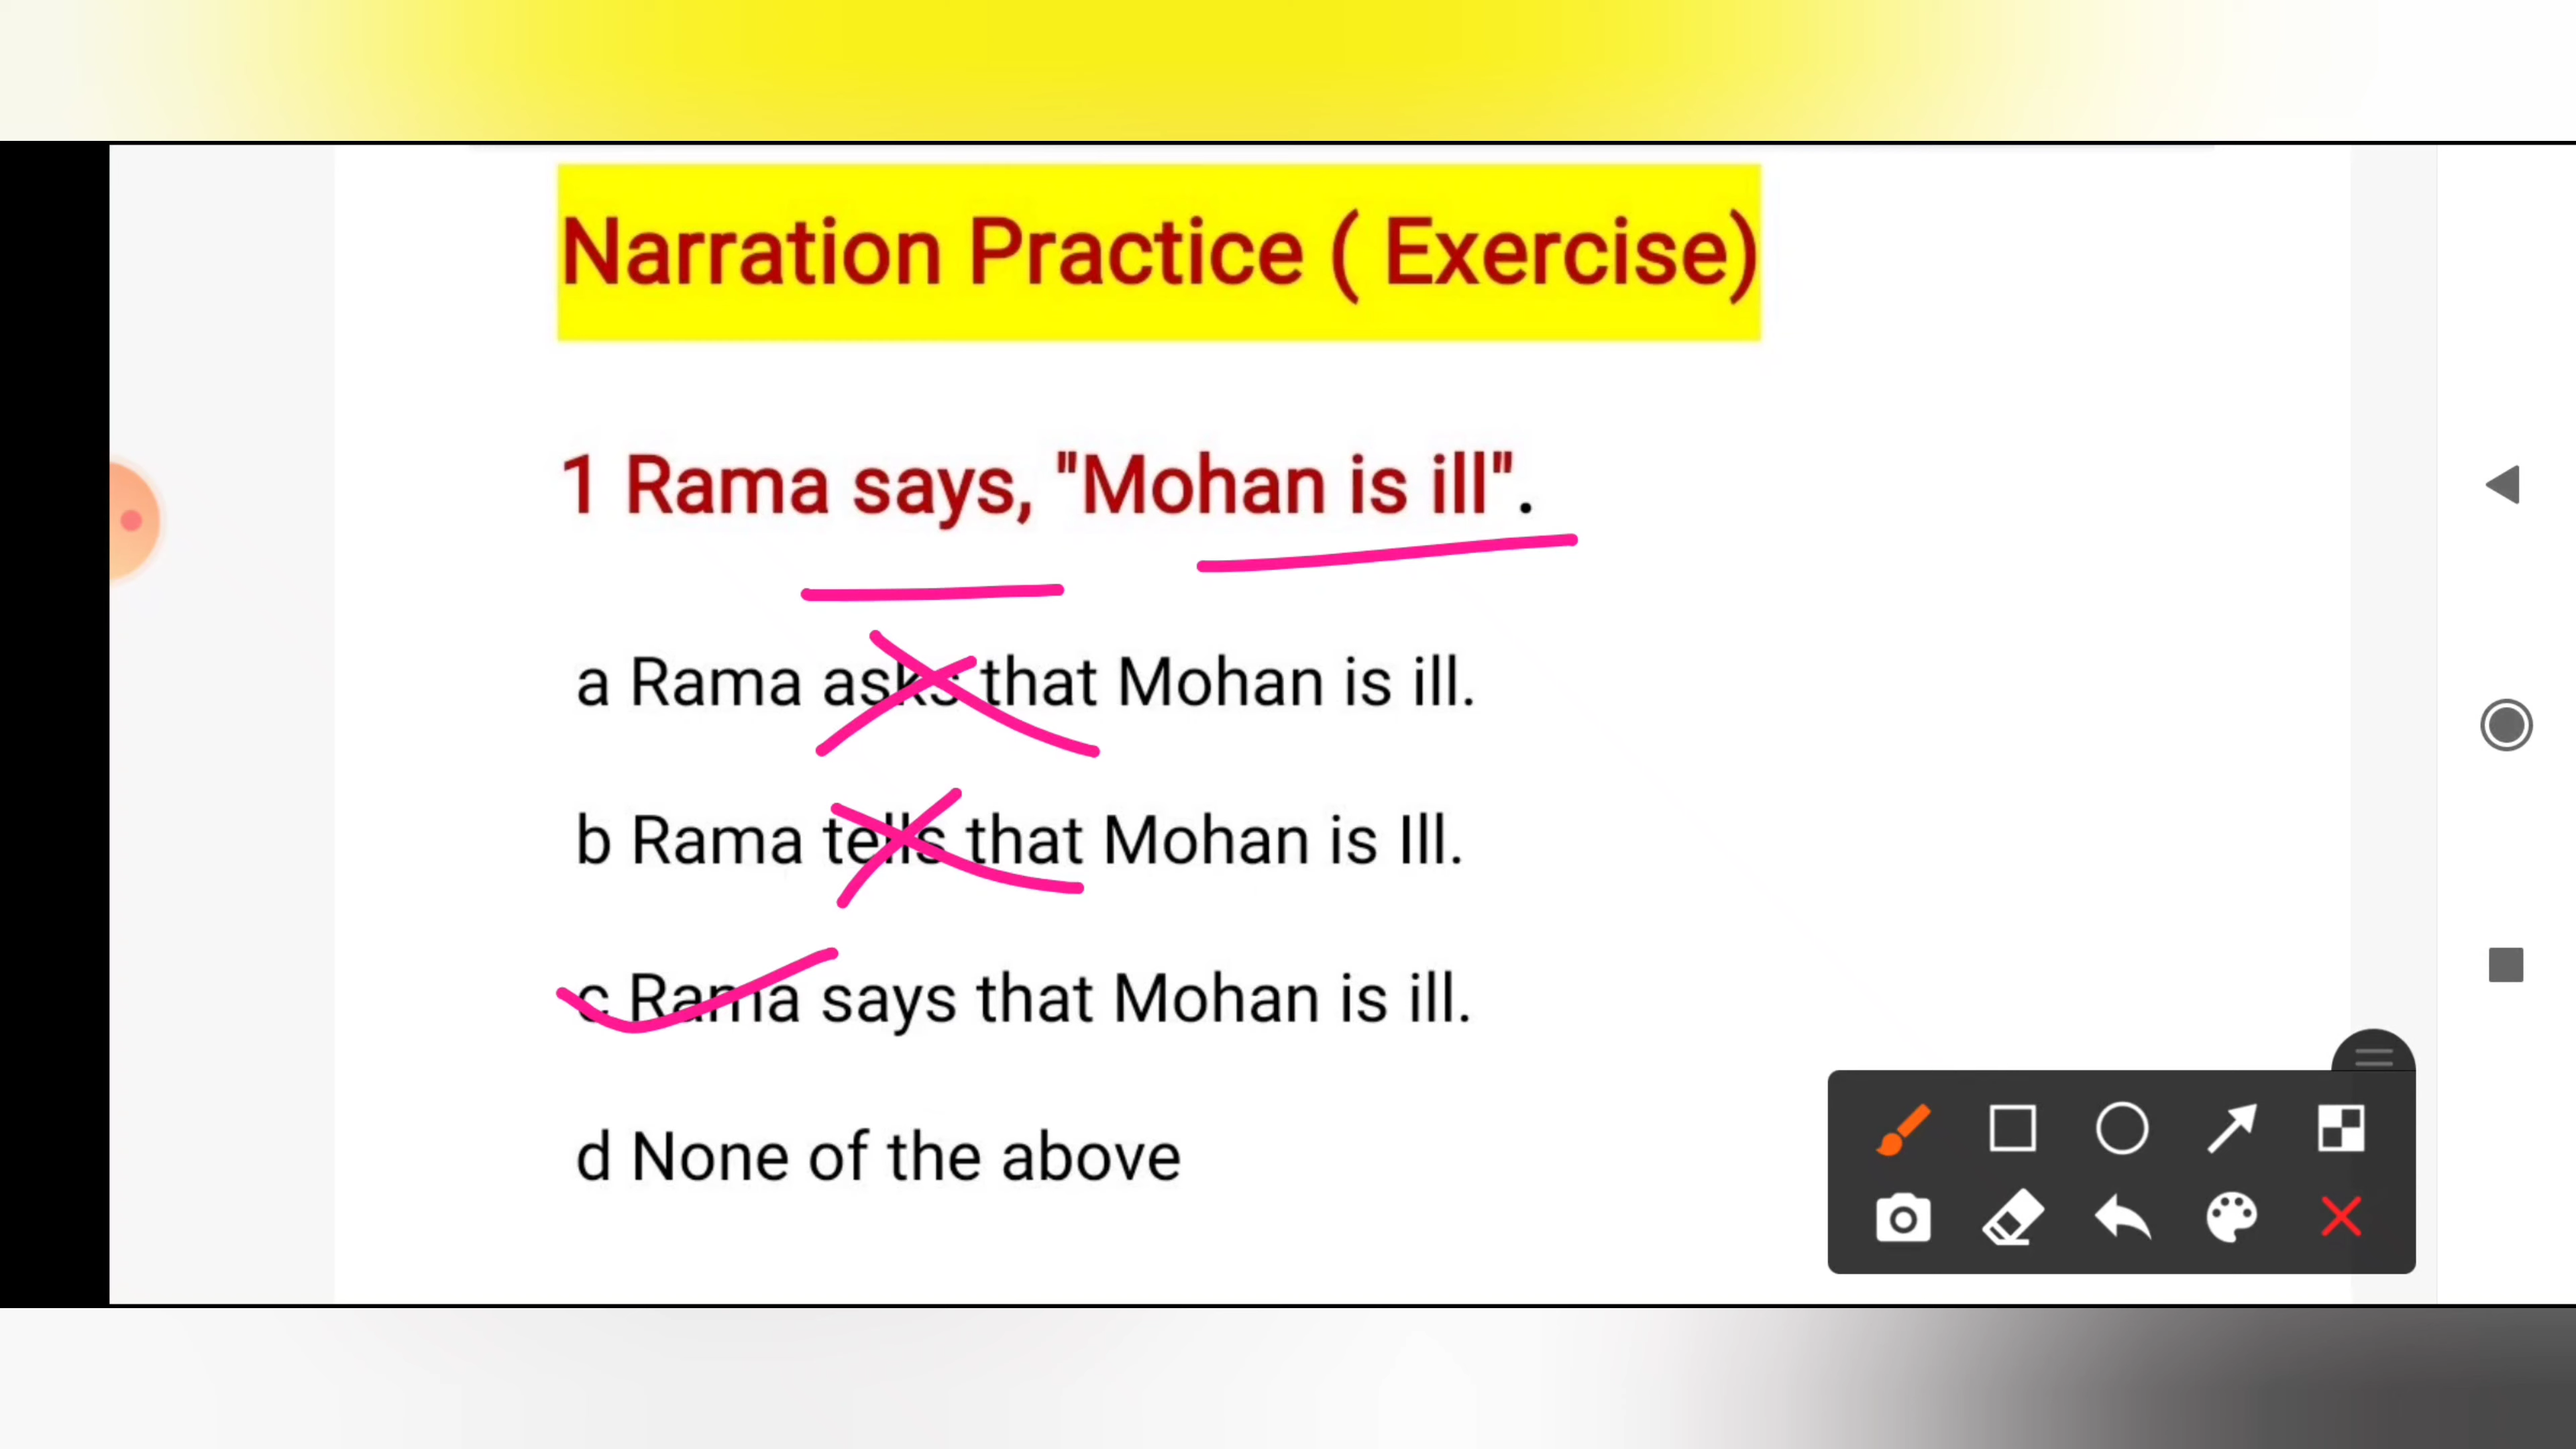 Narration Practice ( Exercise)
1 Rama says, "Mohan is ill".
a Rama asks that Mohan is ill.
b Rama tells that Mohan is Ill.
c Rama says that Mohan is ill.
d None of the above